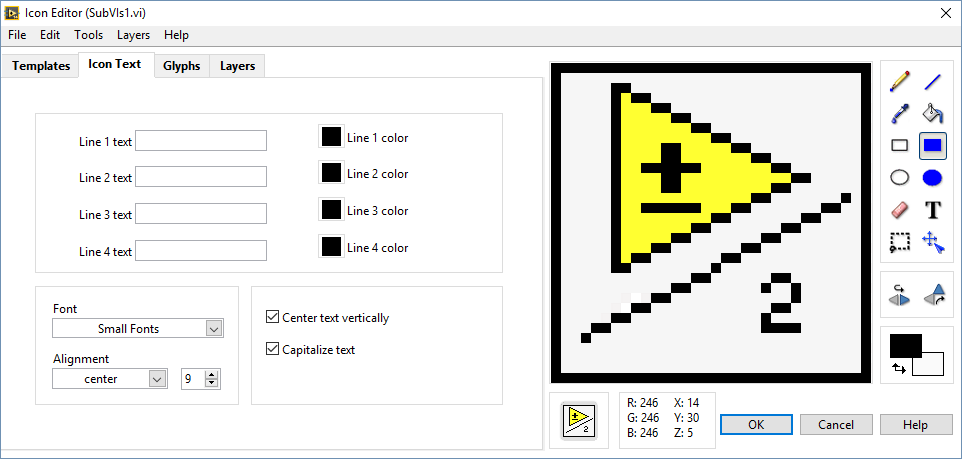 Icon Editor (SubVIs1.vi)
File Edit Tools Layers Help
Templates Icon Text Glyphs Layers
Line 1 text Line 1 color
Line 2 text Line 2 color
Line 3 text Line 3 color
Line 4 text Line 4 color
Font
Small Fonts
Alignment
center 9
Center text vertically
Capitalize text
2
T
2
R: 246 X: 14
G: 246 Y: 30
B: 246 Z: 5
OK Cancel Help